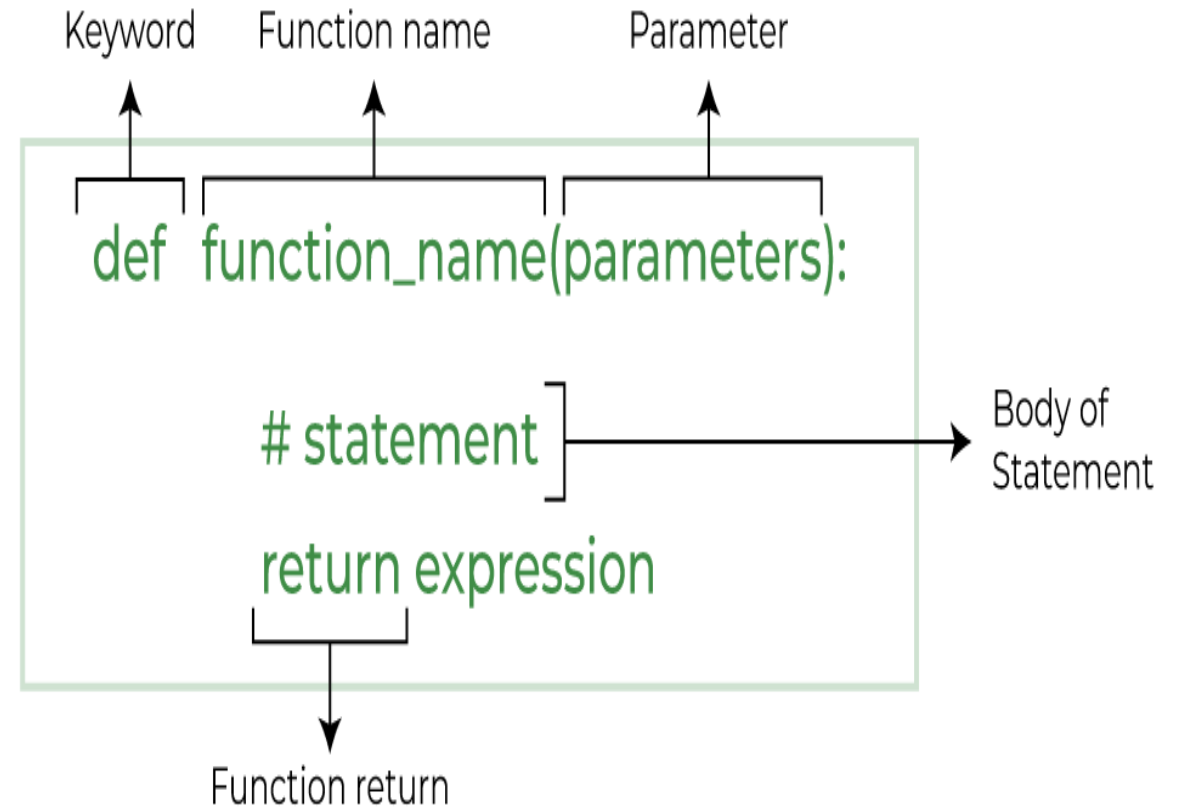 Keyword Function name Parameter
def function_name(parameters):
# statement
Body of
Statement
return expression
Function return